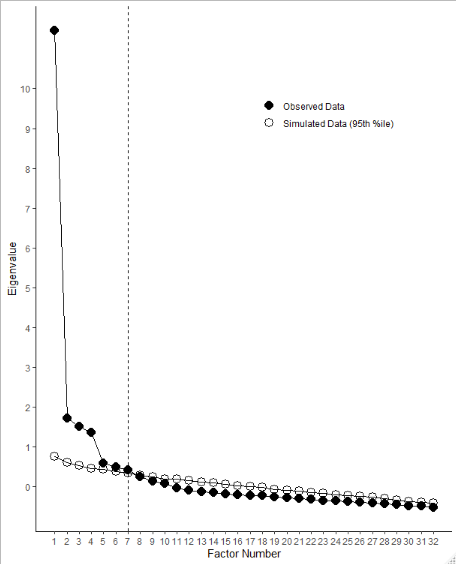 10
9
8
7
6
5
4
3
2
1
0
Eigenvalue
Observed Data
Simulated Data (95th %ile)
1 2 3 4 5 6 7 8 9 10 11 12 13 14 15 16 17 18 19 20 21 22 23 24 25 26 27 28 29 30 31 32
Factor Number